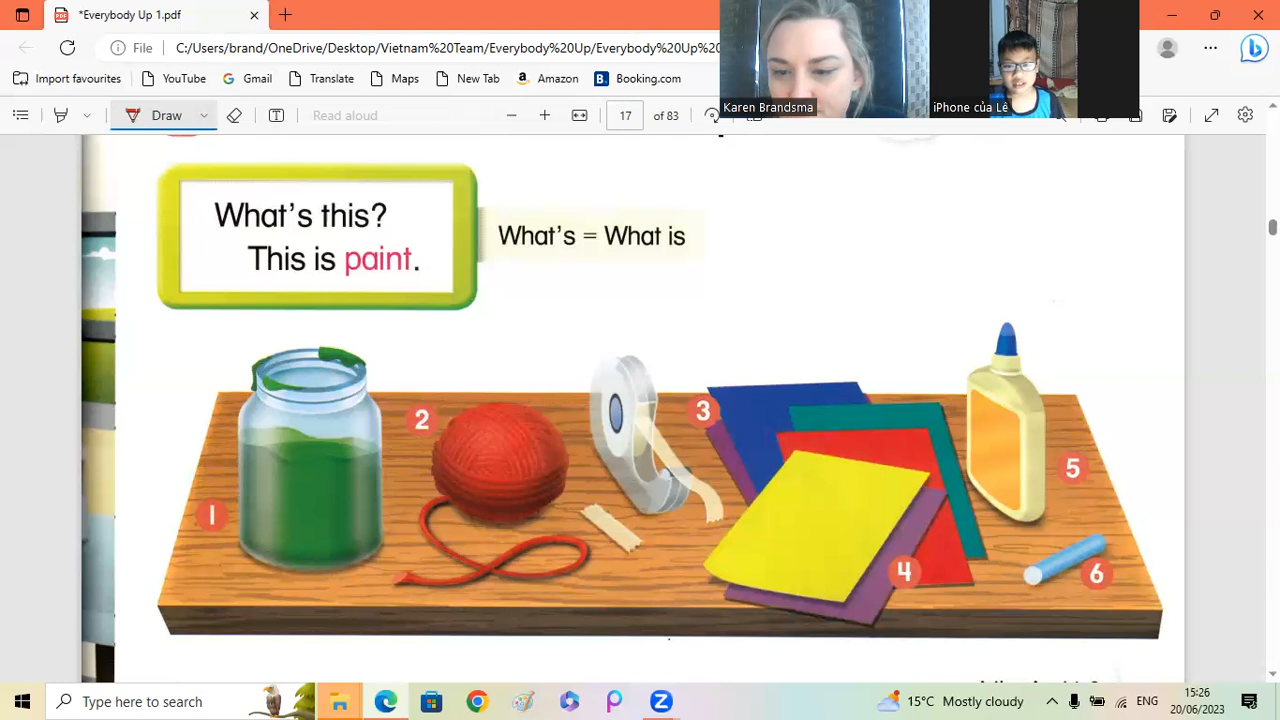 *Everybody Up 1.pdf
File
C:/Users/brand/OneDrive/Desktop/Vietnam%20Team/Everybody%20Up/Everybody%20Up%20
Import favourites
YouTube
Gmail
Translate
Maps
New Tab
Amazon
B.
Booking.com
Draw
Read aloud
17
of 83
Karen Brandsma
iPhone của Lê
What's this?
This is paint.
What's = What is
1
2
3
4
5
6
Type here to search
15°C Mostly cloudy
ENG
15:26
20/06/2023